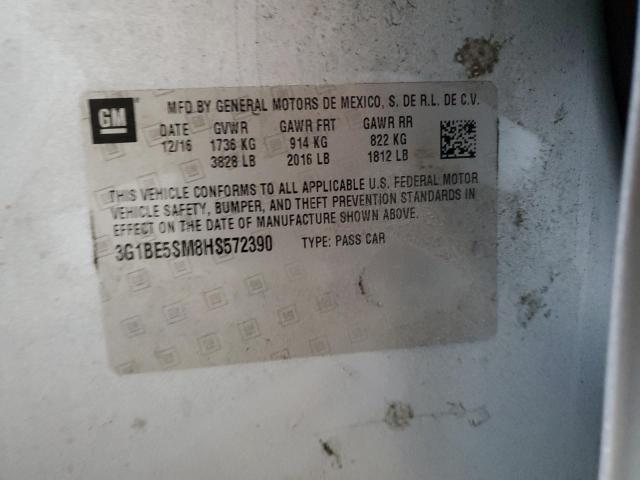 GM
MFD BY GENERAL MOTORS DE MEXICO, S. DE R.L. DE C.V.
DATE GVWR GAWR FRT GAWR RR
12/16 1736 KG 914 KG 822 KG
3828 LB 2016 LB 1812 LB
THIS VEHICLE CONFORMS TO ALL APPLICABLE U.S. FEDERAL MOTOR
VEHICLE SAFETY, BUMPER, AND THEFT PREVENTION STANDARDS IN
EFFECT ON THE DATE OF MANUFACTURE SHOWN ABOVE.
3G1BE5SM8HS572390 TYPE: PASS CAR